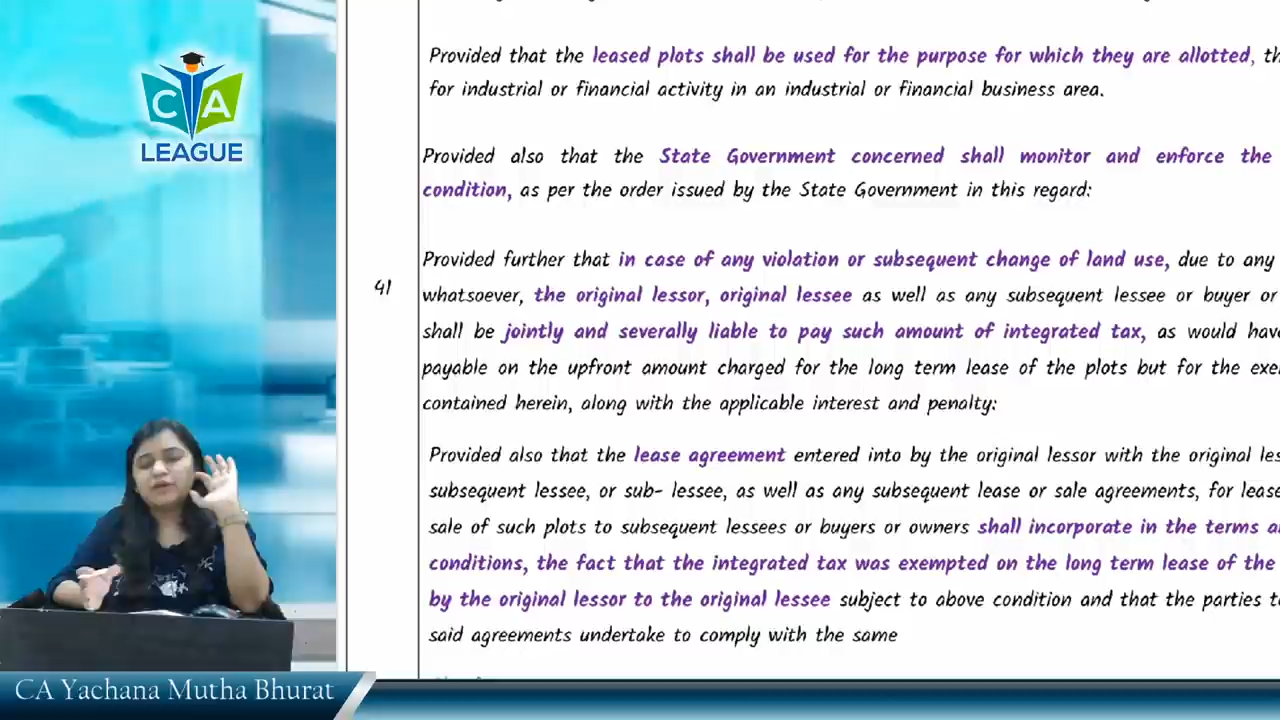 Provided that the leased plots shall be used for the purpose for which they are allotted,
for industrial or financial activity in an industrial or financial business area.
Provided also that the State Government concerned shall monitor and enforce the
condition, as per the order issued by the State Government in this regard:
41
Provided further that in case of any violation or subsequent change of land use, due to any
whatsoever, the original lessor, original lessee as well as any subsequent lessee or buyer or
shall be jointly and severally liable to pay such amount of integrated tax, as would have
payable on the upfront amount charged for the long term lease of the plots but for the
contained herein, along with the applicable interest and penalty:
Provided also that the lease agreement entered into by the original lessor with the original
subsequent lessee, or sub- lessee, as well as any subsequent lease or sale agreements, for lease
sale of such plots to subsequent lessees or buyers or owners shall incorporate in the terms
conditions, the fact that the integrated tax was exempted on the long term lease of the
by the original lessor to the original lessee subject to above condition and that the parties
said agreements undertake to comply with the same
CA
LEAGUE
CA Yachana Mutha Bhurat